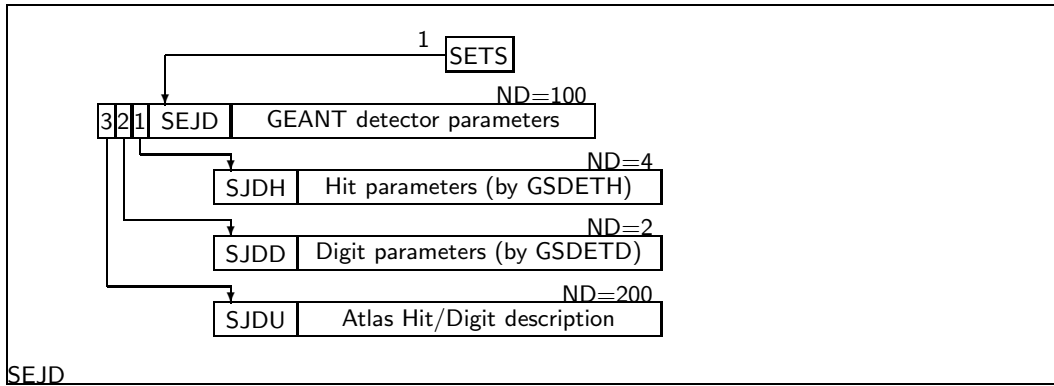 1
SETS
ND=100
3 2 1 SEJD GEANT detector parameters
ND=4
SJDH Hit parameters (by GSDETH)
ND=2
SJDD Digit parameters (by GSDETD)
ND=200
SJDU Atlas Hit/Digit description
SEJD